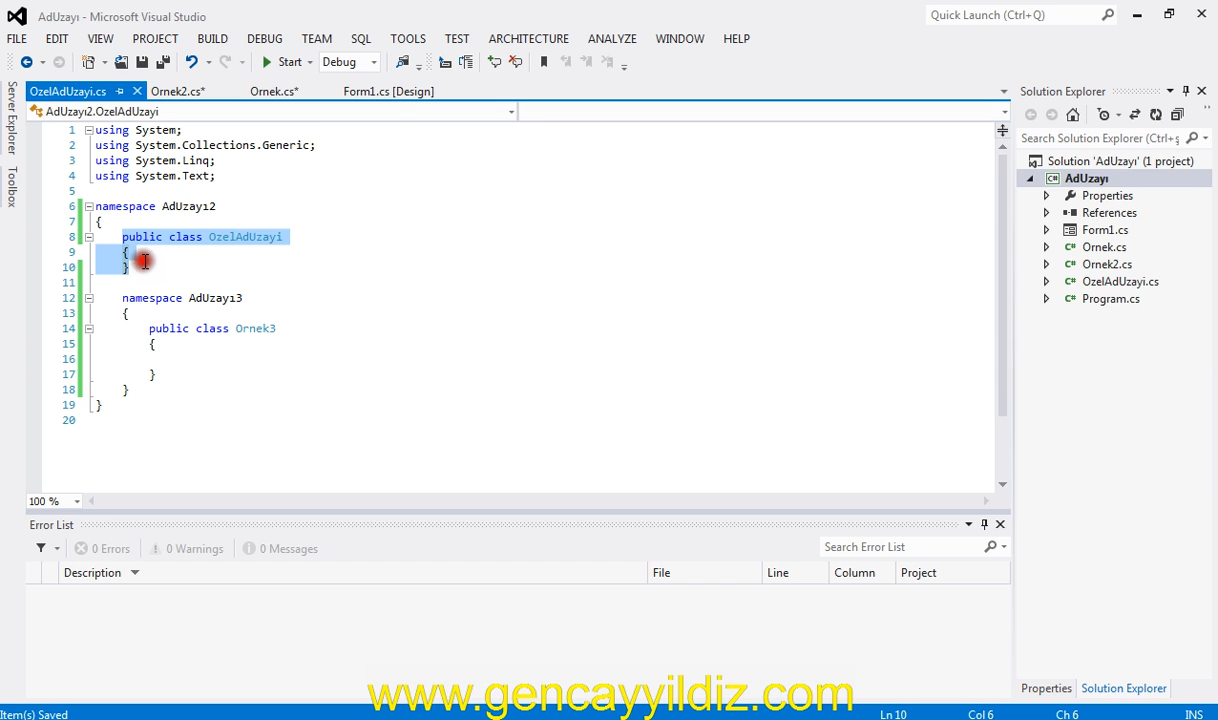 AdUzayı - Microsoft Visual Studio
Quick Launch (Ctrl+Q)
FILE EDIT VIEW PROJECT BUILD DEBUG TEAM SQL TOOLS TEST ARCHITECTURE ANALYZE WINDOW HELP
Start Debug
Server Explorer
Toolbox
OzelAdUzayi.cs Ornek2.cs* Ornek.cs* Form1.cs [Design]
AdUzayı2.OzelAdUzayi
1 using System;
2 using System.Collections.Generic;
3 using System.Linq;
4 using System.Text;
5
6 namespace AdUzayı2
7 {
8 public class OzelAdUzayi
9 {
10 }
11
12 namespace AdUzayı3
13 {
14 public class Ornek3
15 {
16
17 }
18 }
19 }
20
100 %
Error List
0 Errors 0 Warnings 0 Messages
Search Error List
Description File Line Column Project
Solution Explorer
Search Solution Explorer (Ctrl+ş
Solution 'AdUzayı' (1 project)
AdUzayı
Properties
References
Form1.cs
Ornek.cs
Ornek2.cs
OzelAdUzayi.cs
Program.cs
Properties Solution Explorer
www.gencayyildiz.com
Item(s) Saved Ln 10 Col 6 Ch 6 INS